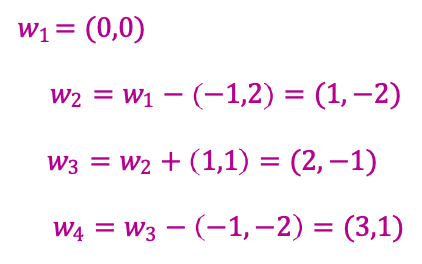 w₁ = (0,0)
w₂ = w₁ − (−1,2) = (1, −2)
w₃ = w₂ + (1,1) = (2, −1)
w₄ = w₃ − (−1, −2) = (3,1)